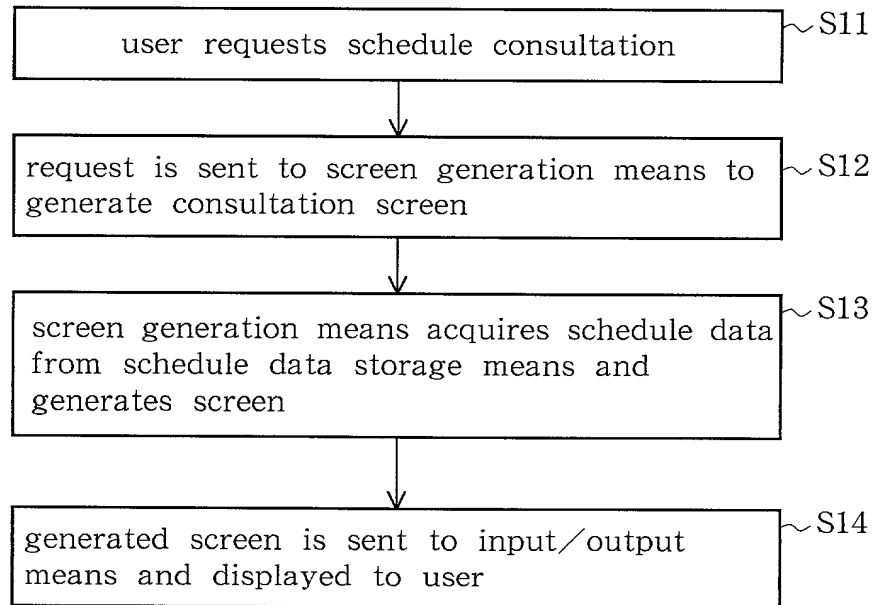 user requests schedule consultation
S11
request is sent to screen generation means to
generate consultation screen
S12
screen generation means acquires schedule data
from schedule data storage means and
generates screen
S13
generated screen is sent to input/output
means and displayed to user
S14